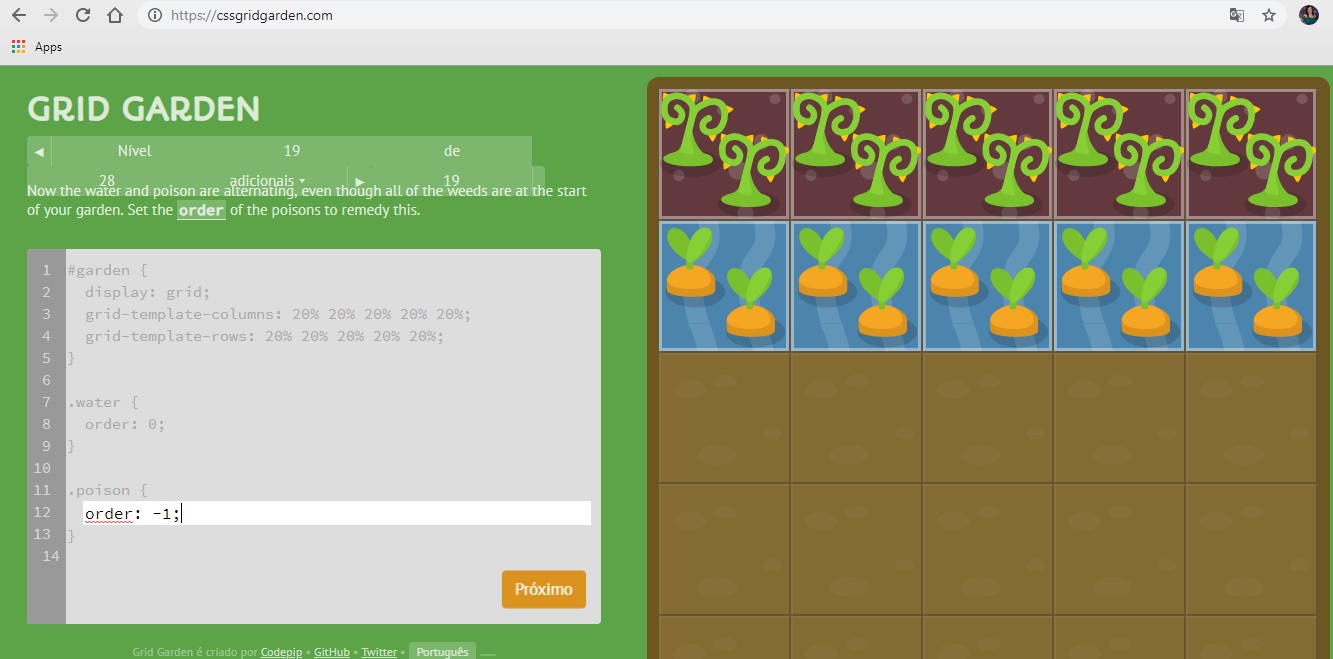 https://cssgridgarden.com
Apps
GRID GARDEN
◀ Nível 19 de
28 adicionais ▾ ▶ 19
Now the water and poison are alternating, even though all of the weeds are at the start
of your garden. Set the order of the poisons to remedy this.
1 #garden {
2 display: grid;
3 grid-template-columns: 20% 20% 20% 20% 20%;
4 grid-template-rows: 20% 20% 20% 20% 20%;
5 }
6
7 .water {
8 order: 0;
9 }
10
11 .poison {
12 order: -1;
13 }
14
Próximo
Grid Garden é criado por Codepip • GitHub • Twitter • Português